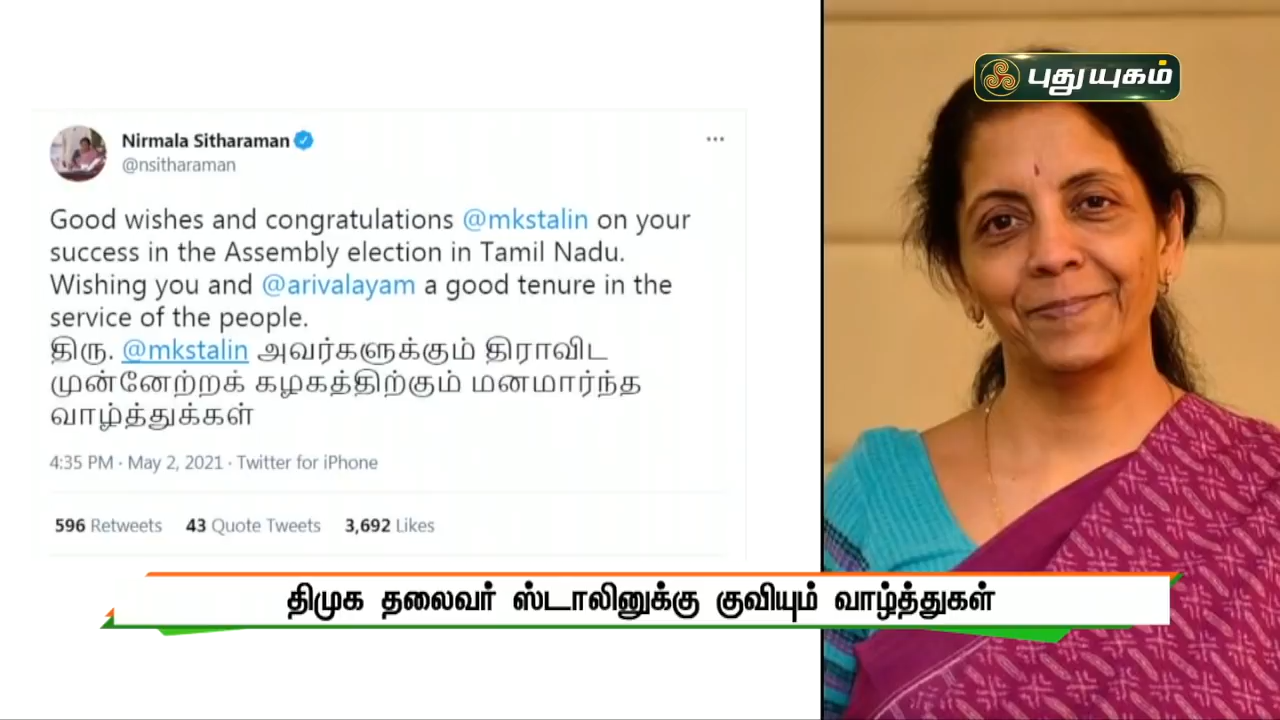 புதுயுகம்
Nirmala Sitharaman
@nsitharaman
Good wishes and congratulations @mkstalin on your
success in the Assembly election in Tamil Nadu.
Wishing you and @arivalayam a good tenure in the
service of the people.
திரு. @mkstalin அவர்களுக்கும் திராவிட
முன்னேற்றக் கழகத்திற்கும் மனமார்ந்த
வாழ்த்துக்கள்
4:35 PM · May 2, 2021 · Twitter for iPhone
596 Retweets 43 Quote Tweets 3,692 Likes
திமுக தலைவர் ஸ்டாலினுக்கு குவியும் வாழ்த்துகள்